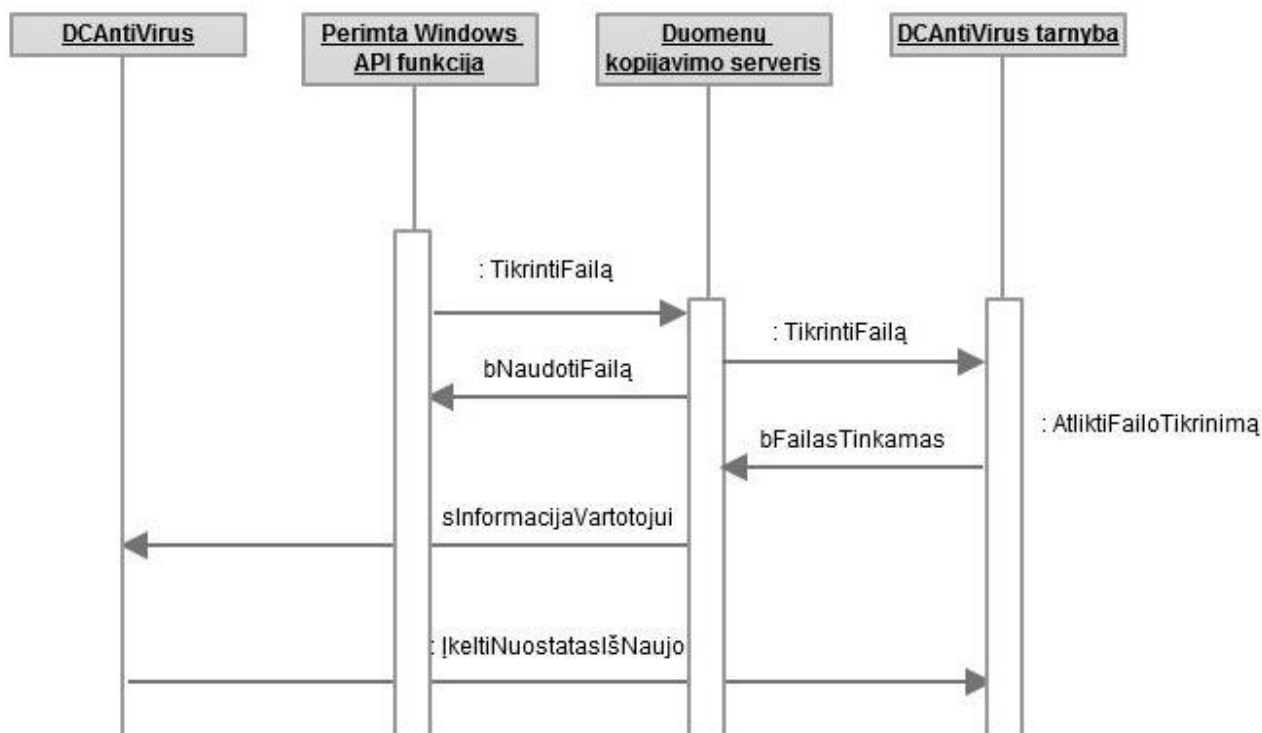 DCAntiVirus
Perimta Windows
API funkcija
Duomenų
kopijavimo serveris
DCAntiVirus tarnyba
: TikrintiFailą
: TikrintiFailą
bNaudotiFailą
: AtliktiFailoTikrinimą
bFailasTinkamas
sInformacijaVartotojui
: ĮkeltiNuostatasIšNaujo